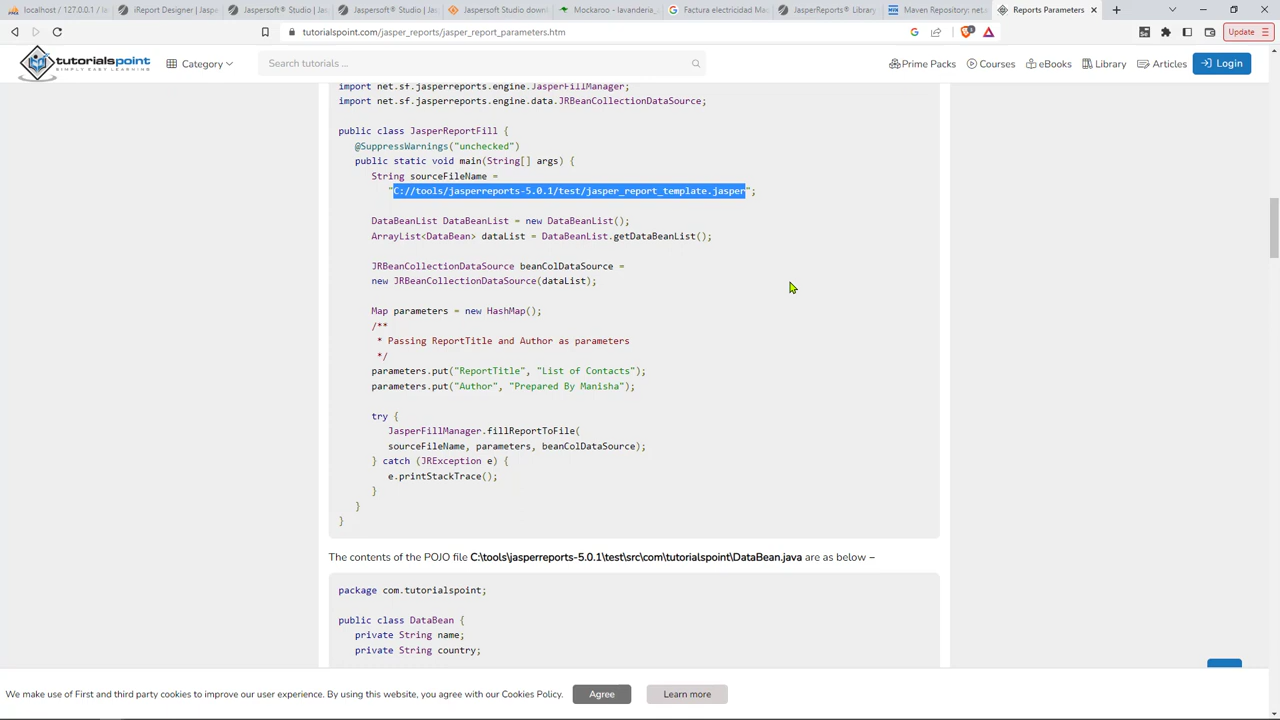 localhost / 127.0.0.1 / la
iReport Designer | Jaspe
Jaspersoft® Studio | Jas
Jaspersoft® Studio | Jas
Jaspersoft Studio down
Mockaroo - lavanderia_
Factura electricidad Ma
JasperReports® Library
Maven Repository: net.
Reports Parameters
tutorialspoint.com/jasper_reports/jasper_report_parameters.htm
Update
tutorialspoint
SIMPLY EASY LEARNING
Category
Search tutorials ...
Prime Packs
Courses
eBooks
Library
Articles
Login
import net.sf.jasperreports.engine.JasperFillManager;
import net.sf.jasperreports.engine.data.JRBeanCollectionDataSource;
public class JasperReportFill {
@SuppressWarnings("unchecked")
public static void main(String[] args) {
String sourceFileName =
"C://tools/jasperreports-5.0.1/test/jasper_report_template.jasper";
DataBeanList DataBeanList = new DataBeanList();
ArrayList<DataBean> dataList = DataBeanList.getDataBeanList();
JRBeanCollectionDataSource beanColDataSource =
new JRBeanCollectionDataSource(dataList);
Map parameters = new HashMap();
/**
* Passing ReportTitle and Author as parameters
*/
parameters.put("ReportTitle", "List of Contacts");
parameters.put("Author", "Prepared By Manisha");
try {
JasperFillManager.fillReportToFile(
sourceFileName, parameters, beanColDataSource);
} catch (JRException e) {
e.printStackTrace();
}
}
}
The contents of the POJO file C:\tools\jasperreports-5.0.1\test\src\com\tutorialspoint\DataBean.java are as below −
package com.tutorialspoint;
public class DataBean {
private String name;
private String country;
We make use of First and third party cookies to improve our user experience. By using this website, you agree with our Cookies Policy.
Agree
Learn more